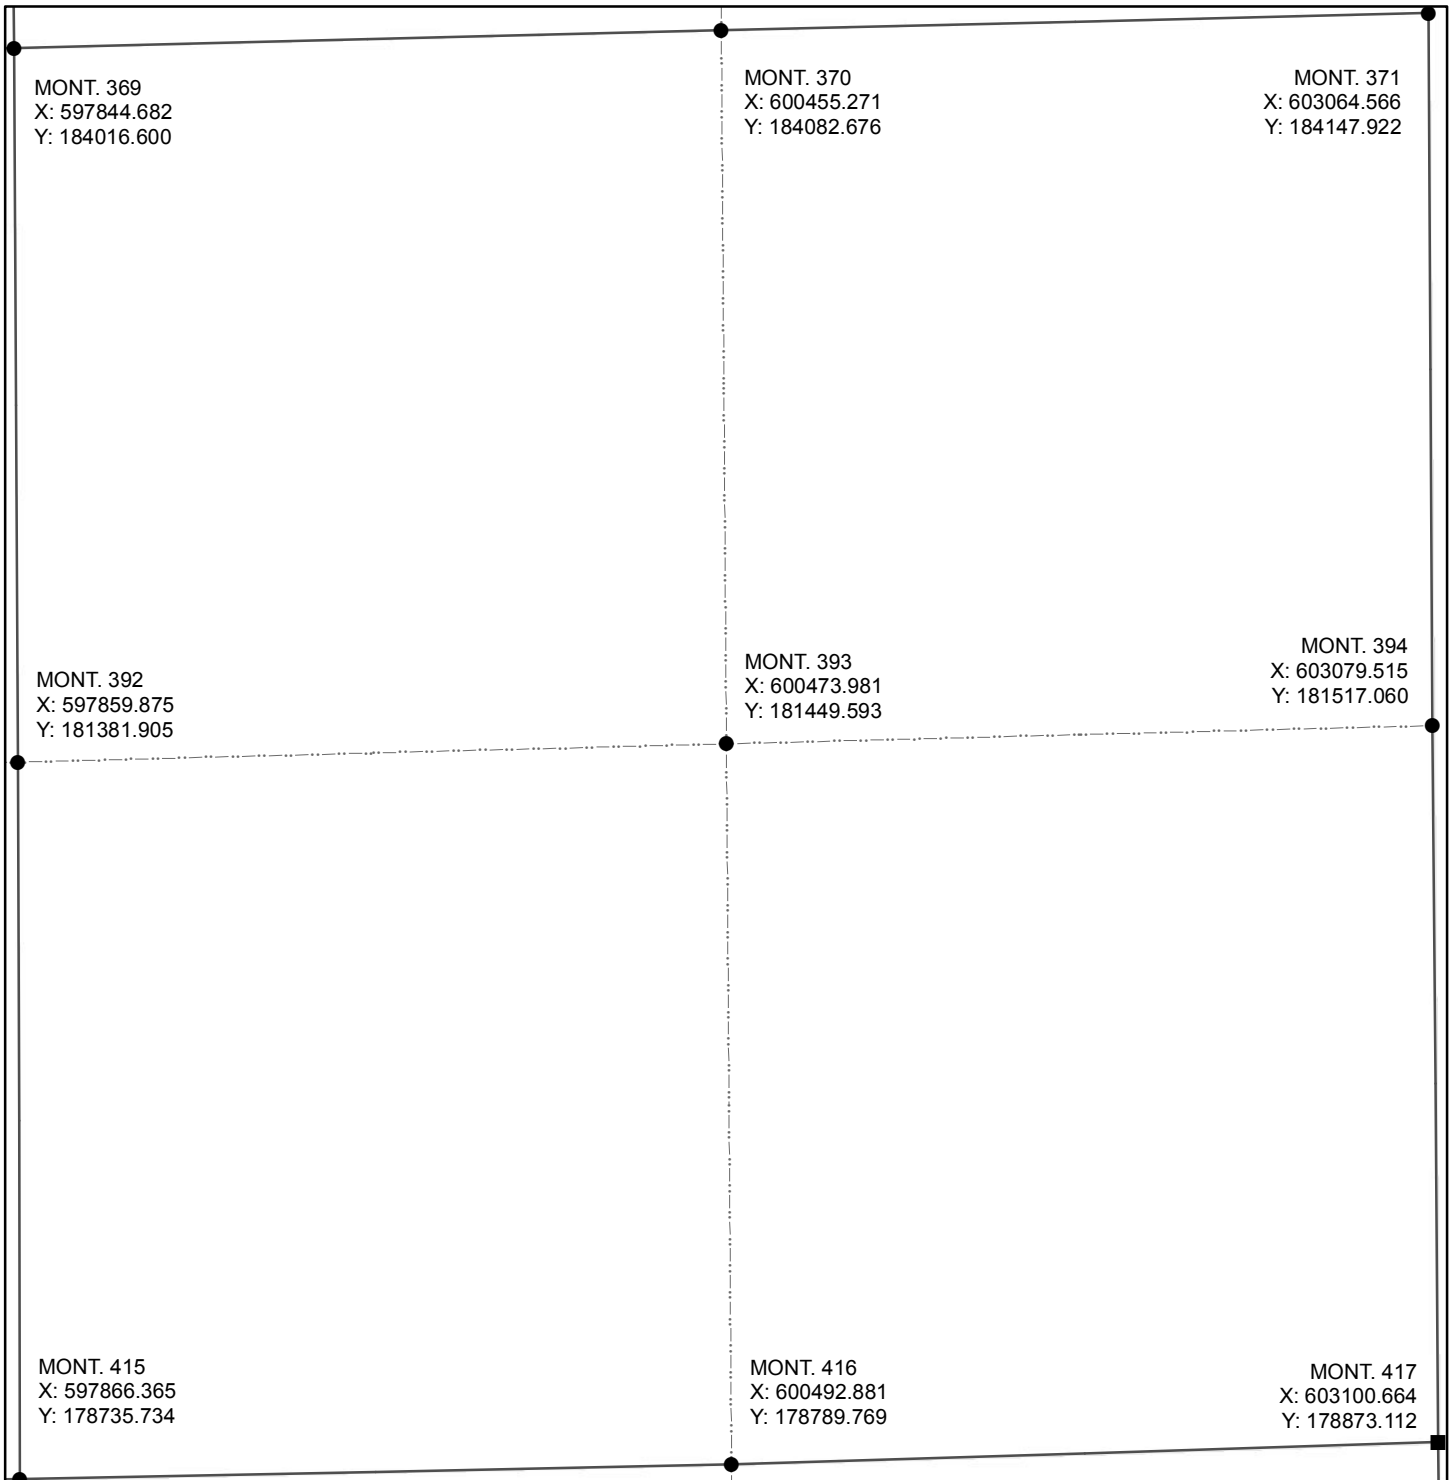 MONT. 369
X: 597844.682
Y: 184016.600
MONT. 370
X: 600455.271
Y: 184082.676
MONT. 371
X: 603064.566
Y: 184147.922
MONT. 392
X: 597859.875
Y: 181381.905
MONT. 393
X: 600473.981
Y: 181449.593
MONT. 394
X: 603079.515
Y: 181517.060
MONT. 415
X: 597866.365
Y: 178735.734
MONT. 416
X: 600492.881
Y: 178789.769
MONT. 417
X: 603100.664
Y: 178873.112